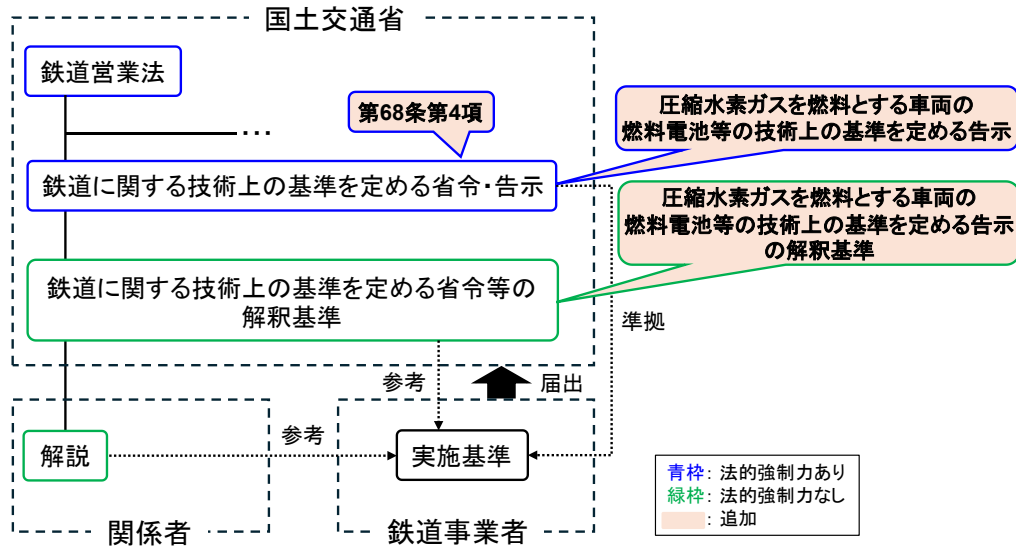 国土交通省
鉄道営業法
…
第68条第4項
圧縮水素ガスを燃料とする車両の
燃料電池等の技術上の基準を定める告示
鉄道に関する技術上の基準を定める省令・告示
圧縮水素ガスを燃料とする車両の
燃料電池等の技術上の基準を定める告示
の解釈基準
鉄道に関する技術上の基準を定める省令等の
解釈基準
準拠
参考
届出
解説
参考
実施基準
関係者
鉄道事業者
青枠：法的強制力あり
緑枠：法的強制力なし
：追加